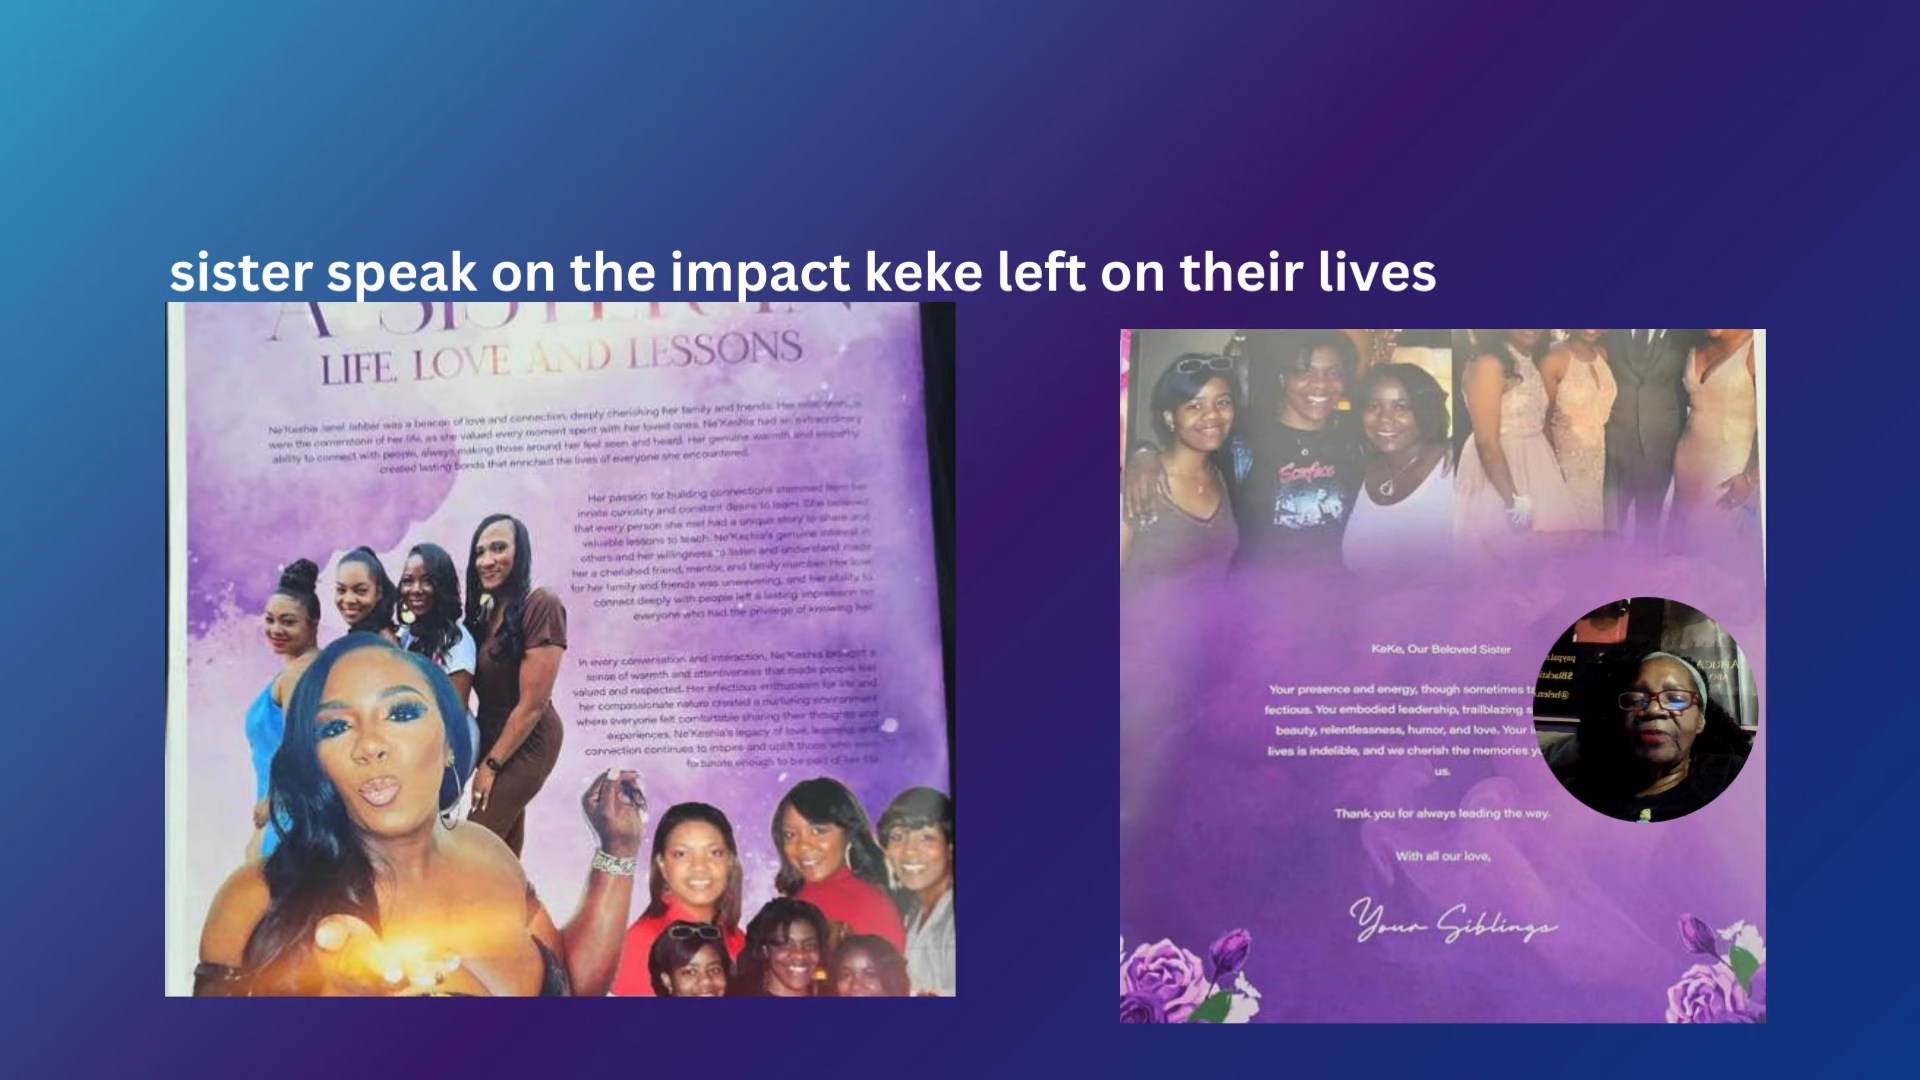 sister speak on the impact keke left on their lives
LIFE, LOVE AND LESSONS
Ne'Keshia Janel Jabbar was a beacon of love and connection, deeply cherishing her family and friends. Her
were the cornerstone of her life, as she valued every moment spent with her loved ones. Ne'Keshia had an extraordinary
ability to connect with people, always making those around her feel seen and heard. Her genuine warmth and empathy
created lasting bonds that enriched the lives of everyone she encountered.
Her passion for building connections stemmed from her
innate curiosity and constant desire to learn. She believed
that every person she met had a unique story to share and
valuable lessons to teach. Ne'Keshia's genuine interest in
others and her willingness to listen and understand made
her a cherished friend, mentor, and family member. Her love
for her family and friends was unwavering, and her ability to
connect deeply with people left a lasting impression on
everyone who had the privilege of knowing her.
In every conversation and interaction, Ne'Keshia brought a
sense of warmth and attentiveness that made people feel
valued and respected. Her infectious enthusiasm for life and
her compassionate nature created a nurturing environment
where everyone felt comfortable sharing their thoughts and
experiences. Ne'Keshia's legacy of love, learning, and
connection continues to inspire and uplift those who were
fortunate enough to be part of her life.
Scarface
KeKe, Our Beloved Sister
Your presence and energy, though sometimes
fectious. You embodied leadership, trailblazing
beauty, relentlessness, humor, and love. Your
lives is indelible, and we cherish the memories
us.
Thank you for always leading the way.
With all our love,
Your Siblings